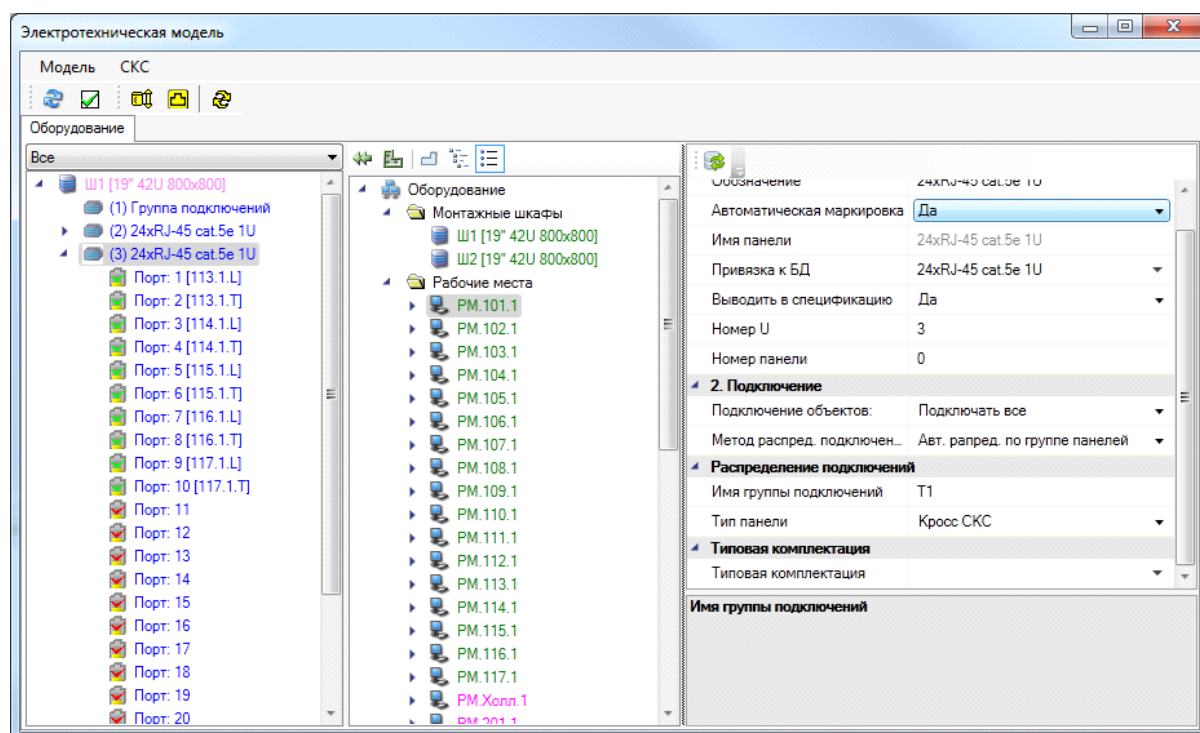 Электротехническая модель
Модель СКС
Оборудование
Все
Ш1 [19" 42U 800x800]
(1) Группа подключений
(2) 24xRJ-45 cat.5e 1U
(3) 24xRJ-45 cat.5e 1U
Порт: 1 [113.1.L]
Порт: 2 [113.1.T]
Порт: 3 [114.1.L]
Порт: 4 [114.1.T]
Порт: 5 [115.1.L]
Порт: 6 [115.1.T]
Порт: 7 [116.1.L]
Порт: 8 [116.1.T]
Порт: 9 [117.1.L]
Порт: 10 [117.1.T]
Порт: 11
Порт: 12
Порт: 13
Порт: 14
Порт: 15
Порт: 16
Порт: 17
Порт: 18
Порт: 19
Порт: 20
Оборудование
Монтажные шкафы
Ш1 [19" 42U 800x800]
Ш2 [19" 42U 800x800]
Рабочие места
РМ.101.1
РМ.102.1
РМ.103.1
РМ.104.1
РМ.105.1
РМ.106.1
РМ.107.1
РМ.108.1
РМ.109.1
РМ.110.1
РМ.111.1
РМ.112.1
РМ.113.1
РМ.114.1
РМ.115.1
РМ.116.1
РМ.117.1
РМ.Холл.1
РМ.201.1
Обозначение 24xRJ-45 cat.5e 1U
Автоматическая маркировка Да
Имя панели 24xRJ-45 cat.5e 1U
Привязка к БД 24xRJ-45 cat.5e 1U
Выводить в спецификацию Да
Номер U 3
Номер панели 0
2. Подключение
Подключение объектов: Подключать все
Метод распред. подключен... Авт. рапред. по группе панелей
Распределение подключений
Имя группы подключений Т1
Тип панели Кросс СКС
Типовая комплектация
Типовая комплектация
Имя группы подключений